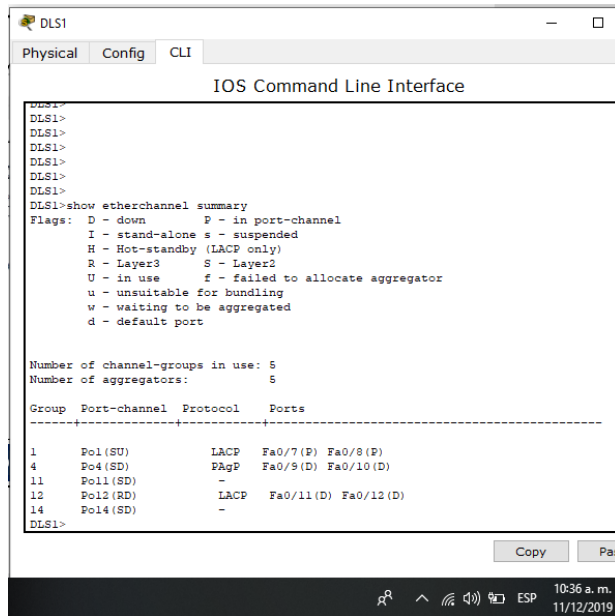 DLS1
Physical Config CLI
IOS Command Line Interface
DLS1>
DLS1>
DLS1>
DLS1>
DLS1>
DLS1>
DLS1>
DLS1>show etherchannel summary
Flags:  D - down        P - in port-channel
        I - stand-alone s - suspended
        H - Hot-standby (LACP only)
        R - Layer3      S - Layer2
        U - in use      f - failed to allocate aggregator
        u - unsuitable for bundling
        w - waiting to be aggregated
        d - default port
Number of channel-groups in use: 5
Number of aggregators:           5
Group  Port-channel  Protocol    Ports
------+-------------+-----------+----------------------------------------------
1      Po1(SU)           LACP   Fa0/7(P) Fa0/8(P)
4      Po4(SD)           PAgP   Fa0/9(D) Fa0/10(D)
11     Po11(SD)           -
12     Po12(RD)           LACP   Fa0/11(D) Fa0/12(D)
14     Po14(SD)           -
DLS1>
Copy Pa
ESP
10:36 a. m.
11/12/2019